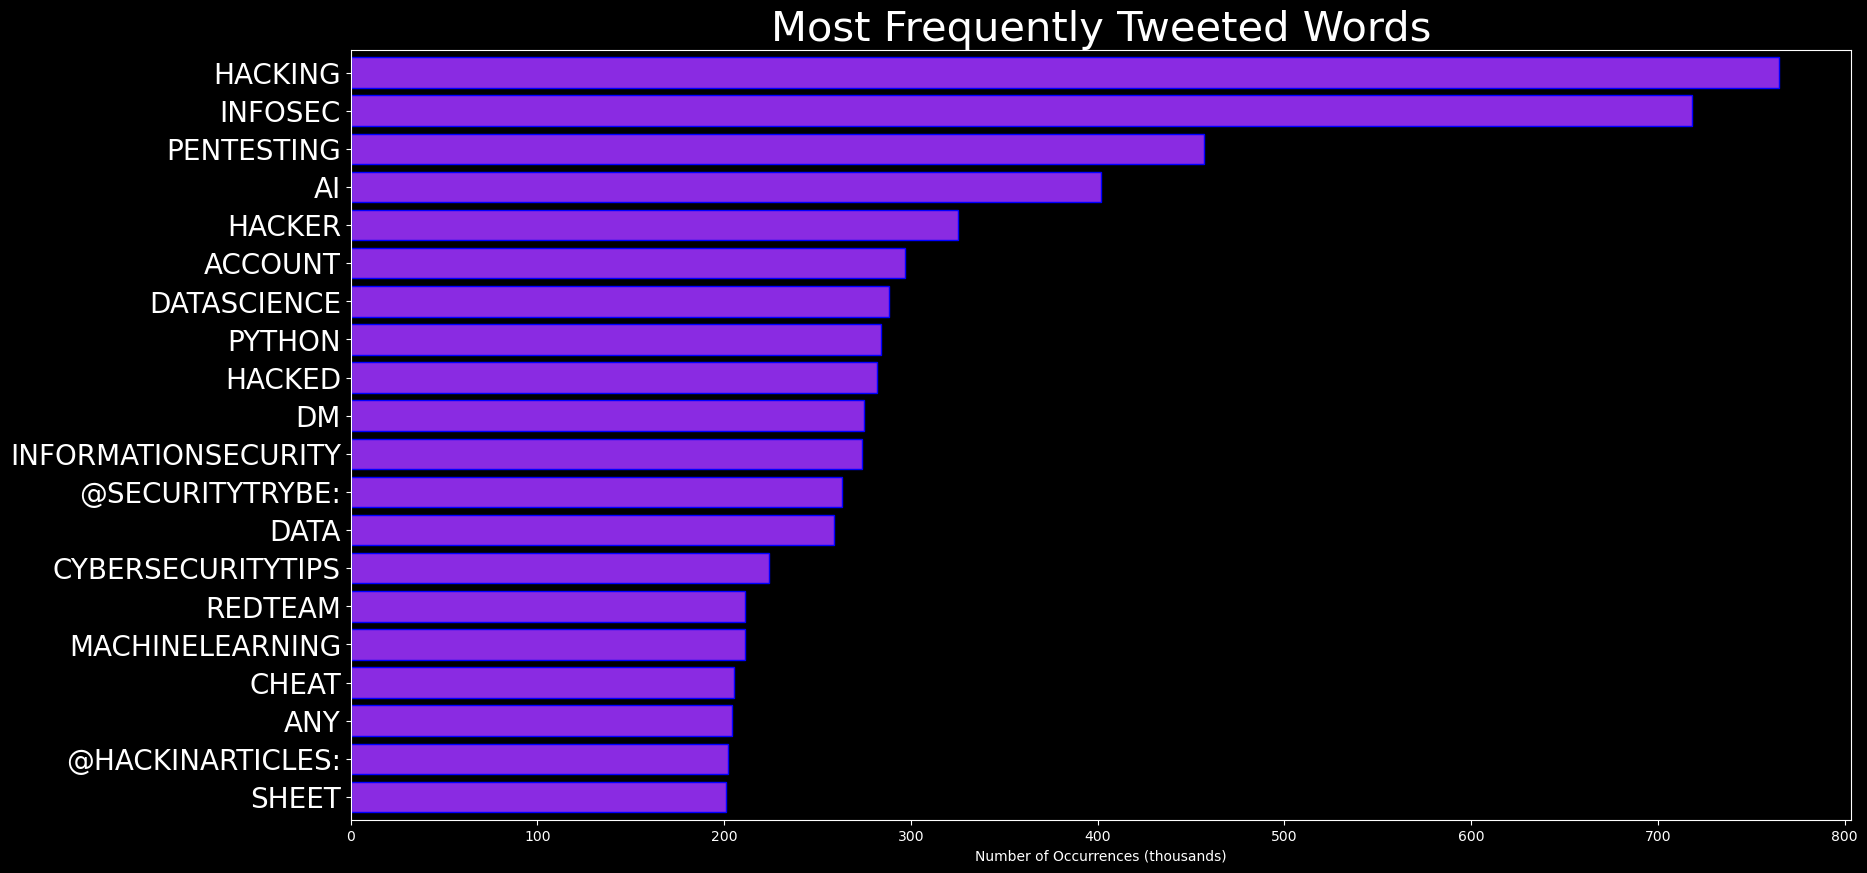 Most Frequently Tweeted Words
HACKING
INFOSEC
PENTESTING
AI
HACKER
ACCOUNT
DATASCIENCE
PYTHON
HACKED
DM
INFORMATIONSECURITY
@SECURITYTRYBE:
DATA
CYBERSECURITYTIPS
REDTEAM
MACHINELEARNING
CHEAT
ANY
@HACKINARTICLES:
SHEET
0 100 200 300 400 500 600 700 800
Number of Occurrences (thousands)